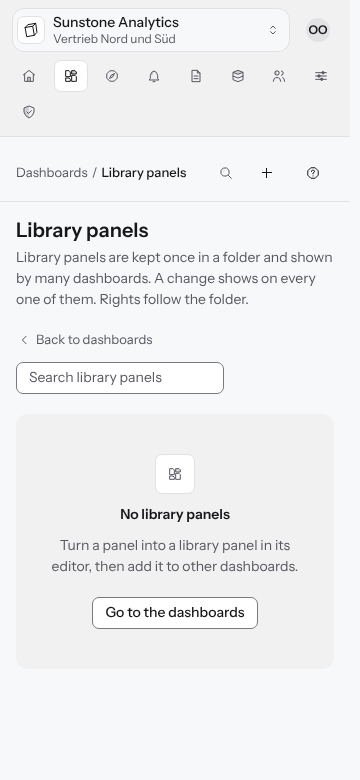 Sunstone Analytics
Vertrieb Nord und Süd
OO
Dashboards / Library panels
Library panels
Library panels are kept once in a folder and shown
by many dashboards. A change shows on every
one of them. Rights follow the folder.
Back to dashboards
Search library panels
No library panels
Turn a panel into a library panel in its
editor, then add it to other dashboards.
Go to the dashboards